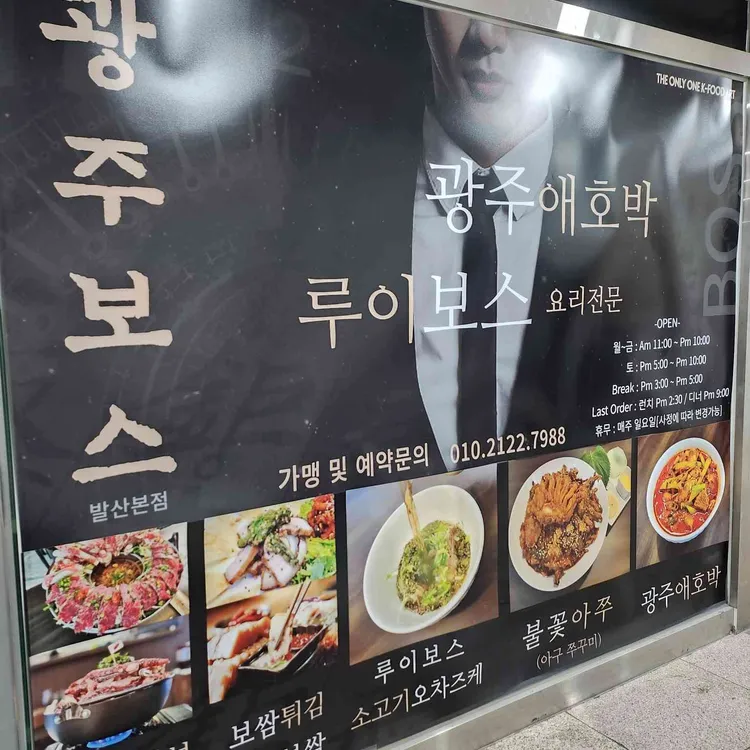 광주보스
발산본점
THE ONLY ONE K-FOOD ART
BOSS
광주애호박
루이보스 요리전문
-OPEN-
월~금 : Am 11:00 ~ Pm 10:00
토 : Pm 5:00 ~ Pm 10:00
Break : Pm 3:00 ~ Pm 5:00
Last Order : 런치 Pm 2:30 / 디너 Pm 9:00
휴무 : 매주 일요일[사정에 따라 변경가능]
가맹 및 예약문의 010.2122.7988
보쌈튀김
보쌈
루이보스
소고기오차즈케
불꽃아쭈
(아구 쭈꾸미)
광주애호박